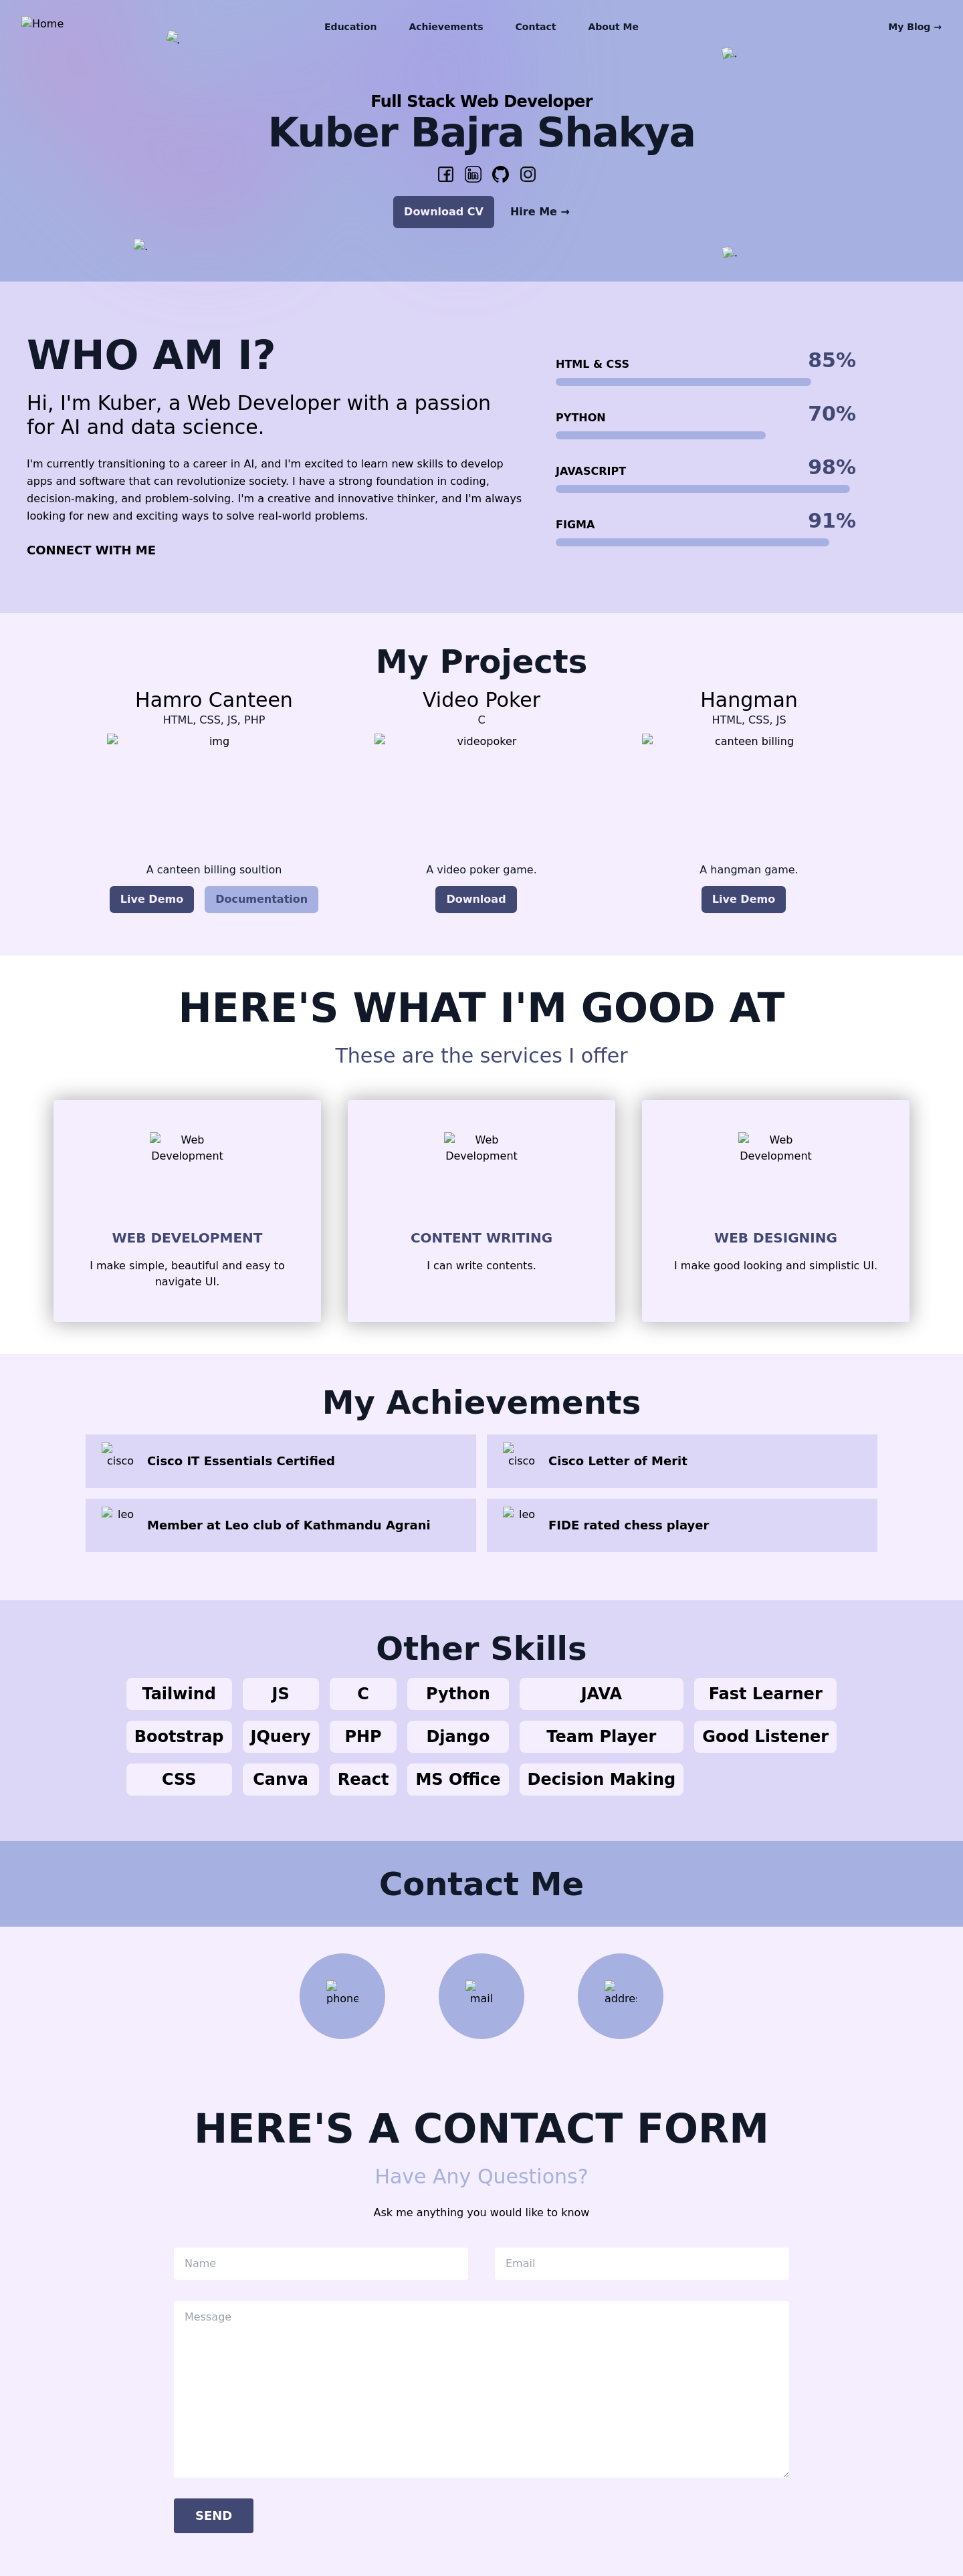 Home
Education Achievements Contact About Me
My Blog →
Full Stack Web Developer
Kuber Bajra Shakya
Download CV
Hire Me →
WHO AM I?
Hi, I'm Kuber, a Web Developer with a passion
for AI and data science.
I'm currently transitioning to a career in AI, and I'm excited to learn new skills to develop
apps and software that can revolutionize society. I have a strong foundation in coding,
decision-making, and problem-solving. I'm a creative and innovative thinker, and I'm always
looking for new and exciting ways to solve real-world problems.
CONNECT WITH ME
HTML & CSS 85%
PYTHON 70%
JAVASCRIPT 98%
FIGMA 91%
My Projects
Hamro Canteen
HTML, CSS, JS, PHP
img
A canteen billing soultion
Live Demo Documentation
Video Poker
C
videopoker
A video poker game.
Download
Hangman
HTML, CSS, JS
canteen billing
A hangman game.
Live Demo
HERE'S WHAT I'M GOOD AT
These are the services I offer
Web
Development
WEB DEVELOPMENT
I make simple, beautiful and easy to
navigate UI.
Web
Development
CONTENT WRITING
I can write contents.
Web
Development
WEB DESIGNING
I make good looking and simplistic UI.
My Achievements
cisco
Cisco IT Essentials Certified
cisco
Cisco Letter of Merit
leo
Member at Leo club of Kathmandu Agrani
leo
FIDE rated chess player
Other Skills
Tailwind JS C Python JAVA Fast Learner
Bootstrap JQuery PHP Django Team Player Good Listener
CSS Canva React MS Office Decision Making
Contact Me
phone
mail
addres
HERE'S A CONTACT FORM
Have Any Questions?
Ask me anything you would like to know
Name
Email
Message
SEND